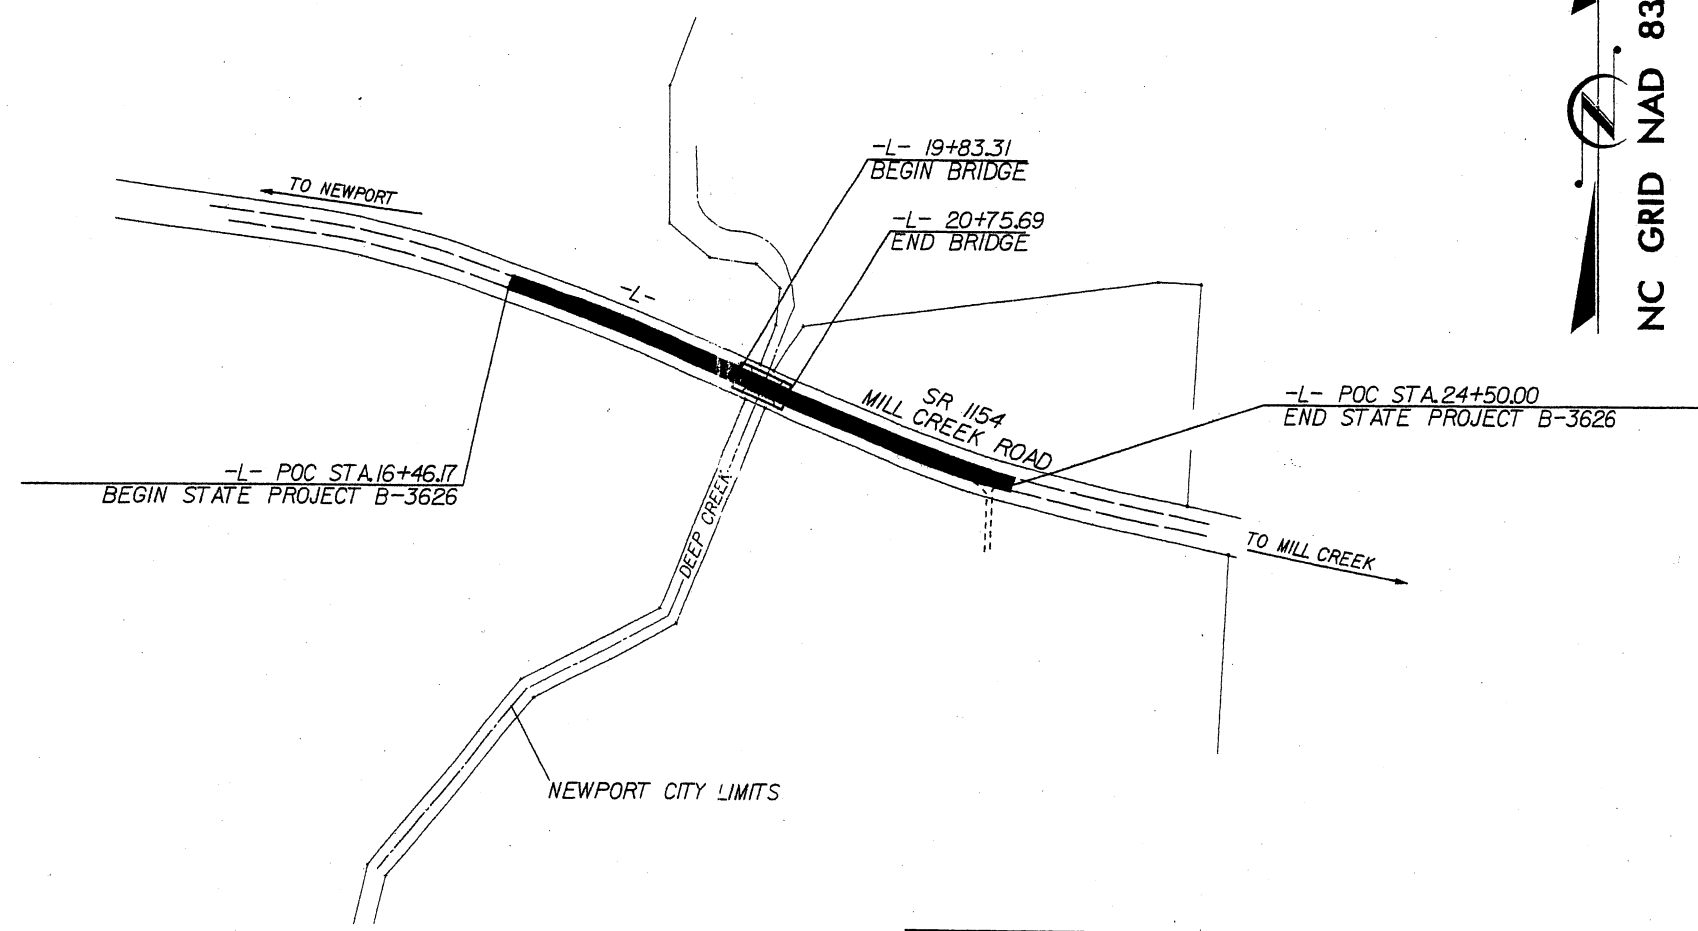 NC GRID NAD 83
-L- 19+83.31
BEGIN BRIDGE
TO NEWPORT
-L- 20+75.69
END BRIDGE
-L-
SR 1154
MILL CREEK ROAD
-L- POC STA.24+50.00
END STATE PROJECT B-3626
-L- POC STA.16+46.17
BEGIN STATE PROJECT B-3626
DEEP CREEK
TO MILL CREEK
NEWPORT CITY LIMITS